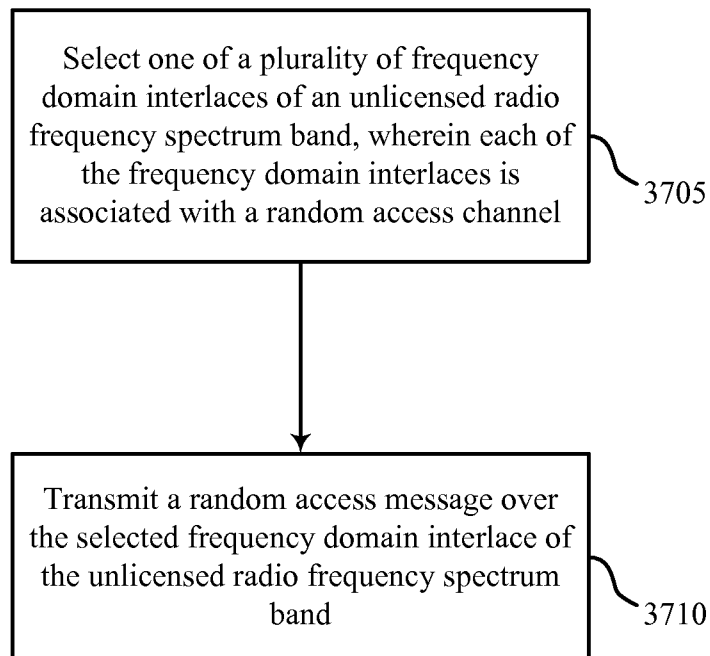 Select one of a plurality of frequency
domain interlaces of an unlicensed radio
frequency spectrum band, wherein each of
the frequency domain interlaces is
associated with a random access channel
3705
Transmit a random access message over
the selected frequency domain interlace of
the unlicensed radio frequency spectrum
band
3710